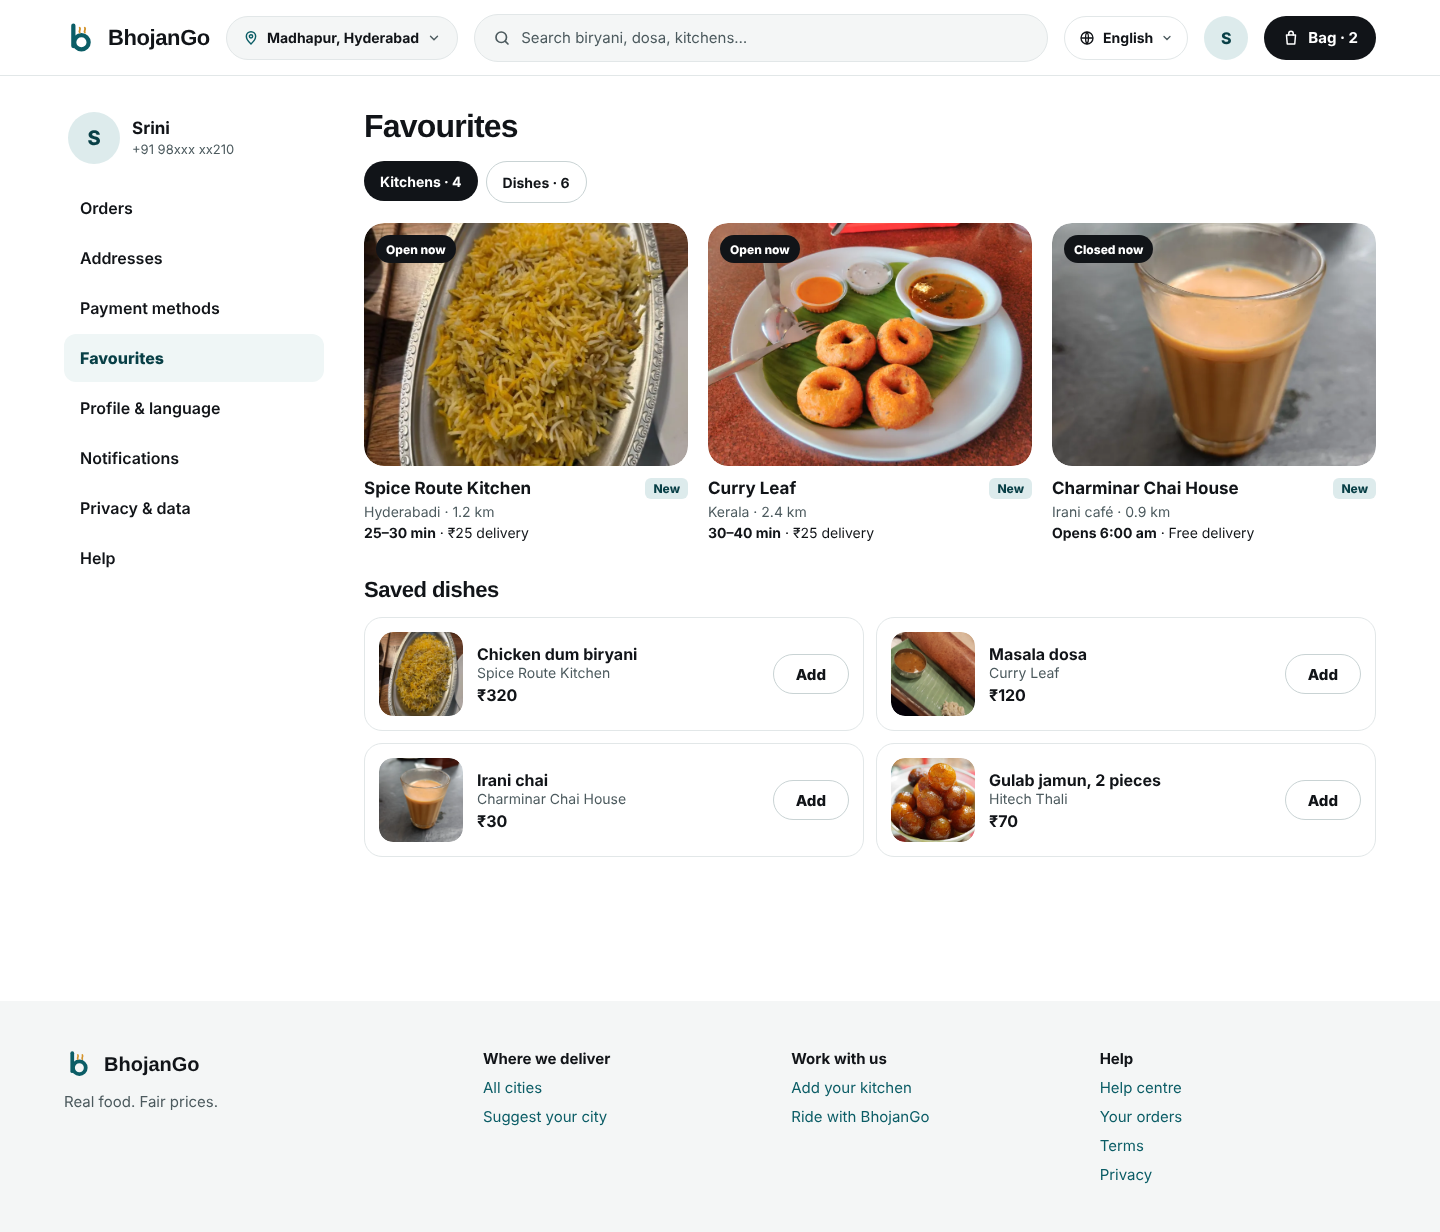 BhojanGo
Madhapur, Hyderabad
Search biryani, dosa, kitchens...
English
S
Bag · 2
S
Srini
+91 98xxx xx210
Orders
Addresses
Payment methods
Favourites
Profile & language
Notifications
Privacy & data
Help
Favourites
Kitchens · 4
Dishes · 6
Open now
Open now
Closed now
Spice Route Kitchen
New
Hyderabadi · 1.2 km
25–30 min · ₹25 delivery
Curry Leaf
New
Kerala · 2.4 km
30–40 min · ₹25 delivery
Charminar Chai House
New
Irani café · 0.9 km
Opens 6:00 am · Free delivery
Saved dishes
Chicken dum biryani
Spice Route Kitchen
₹320
Add
Masala dosa
Curry Leaf
₹120
Add
Irani chai
Charminar Chai House
₹30
Add
Gulab jamun, 2 pieces
Hitech Thali
₹70
Add
BhojanGo
Real food. Fair prices.
Where we deliver
All cities
Suggest your city
Work with us
Add your kitchen
Ride with BhojanGo
Help
Help centre
Your orders
Terms
Privacy